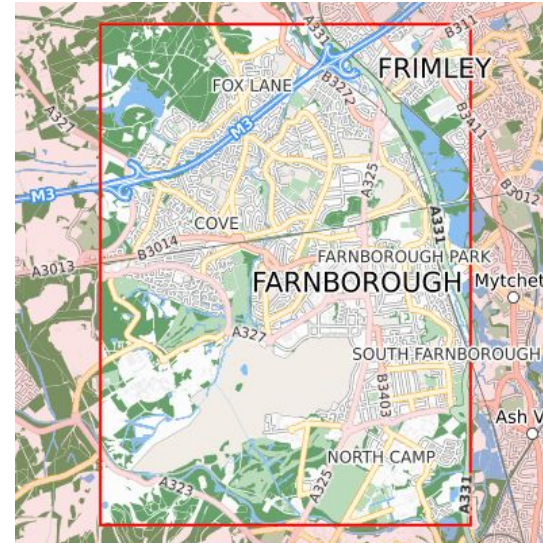 A331
B311
FRIMLEY
FOX LANE
B3272
A321
M3
B3411
A325
M3
B3012
COVE
A331
B3014
A3013
FARNBOROUGH PARK
FARNBOROUGH
Mytchet
A327
SOUTH FARNBOROUGH
B3403
Ash V
NORTH CAMP
A325
A323
A331